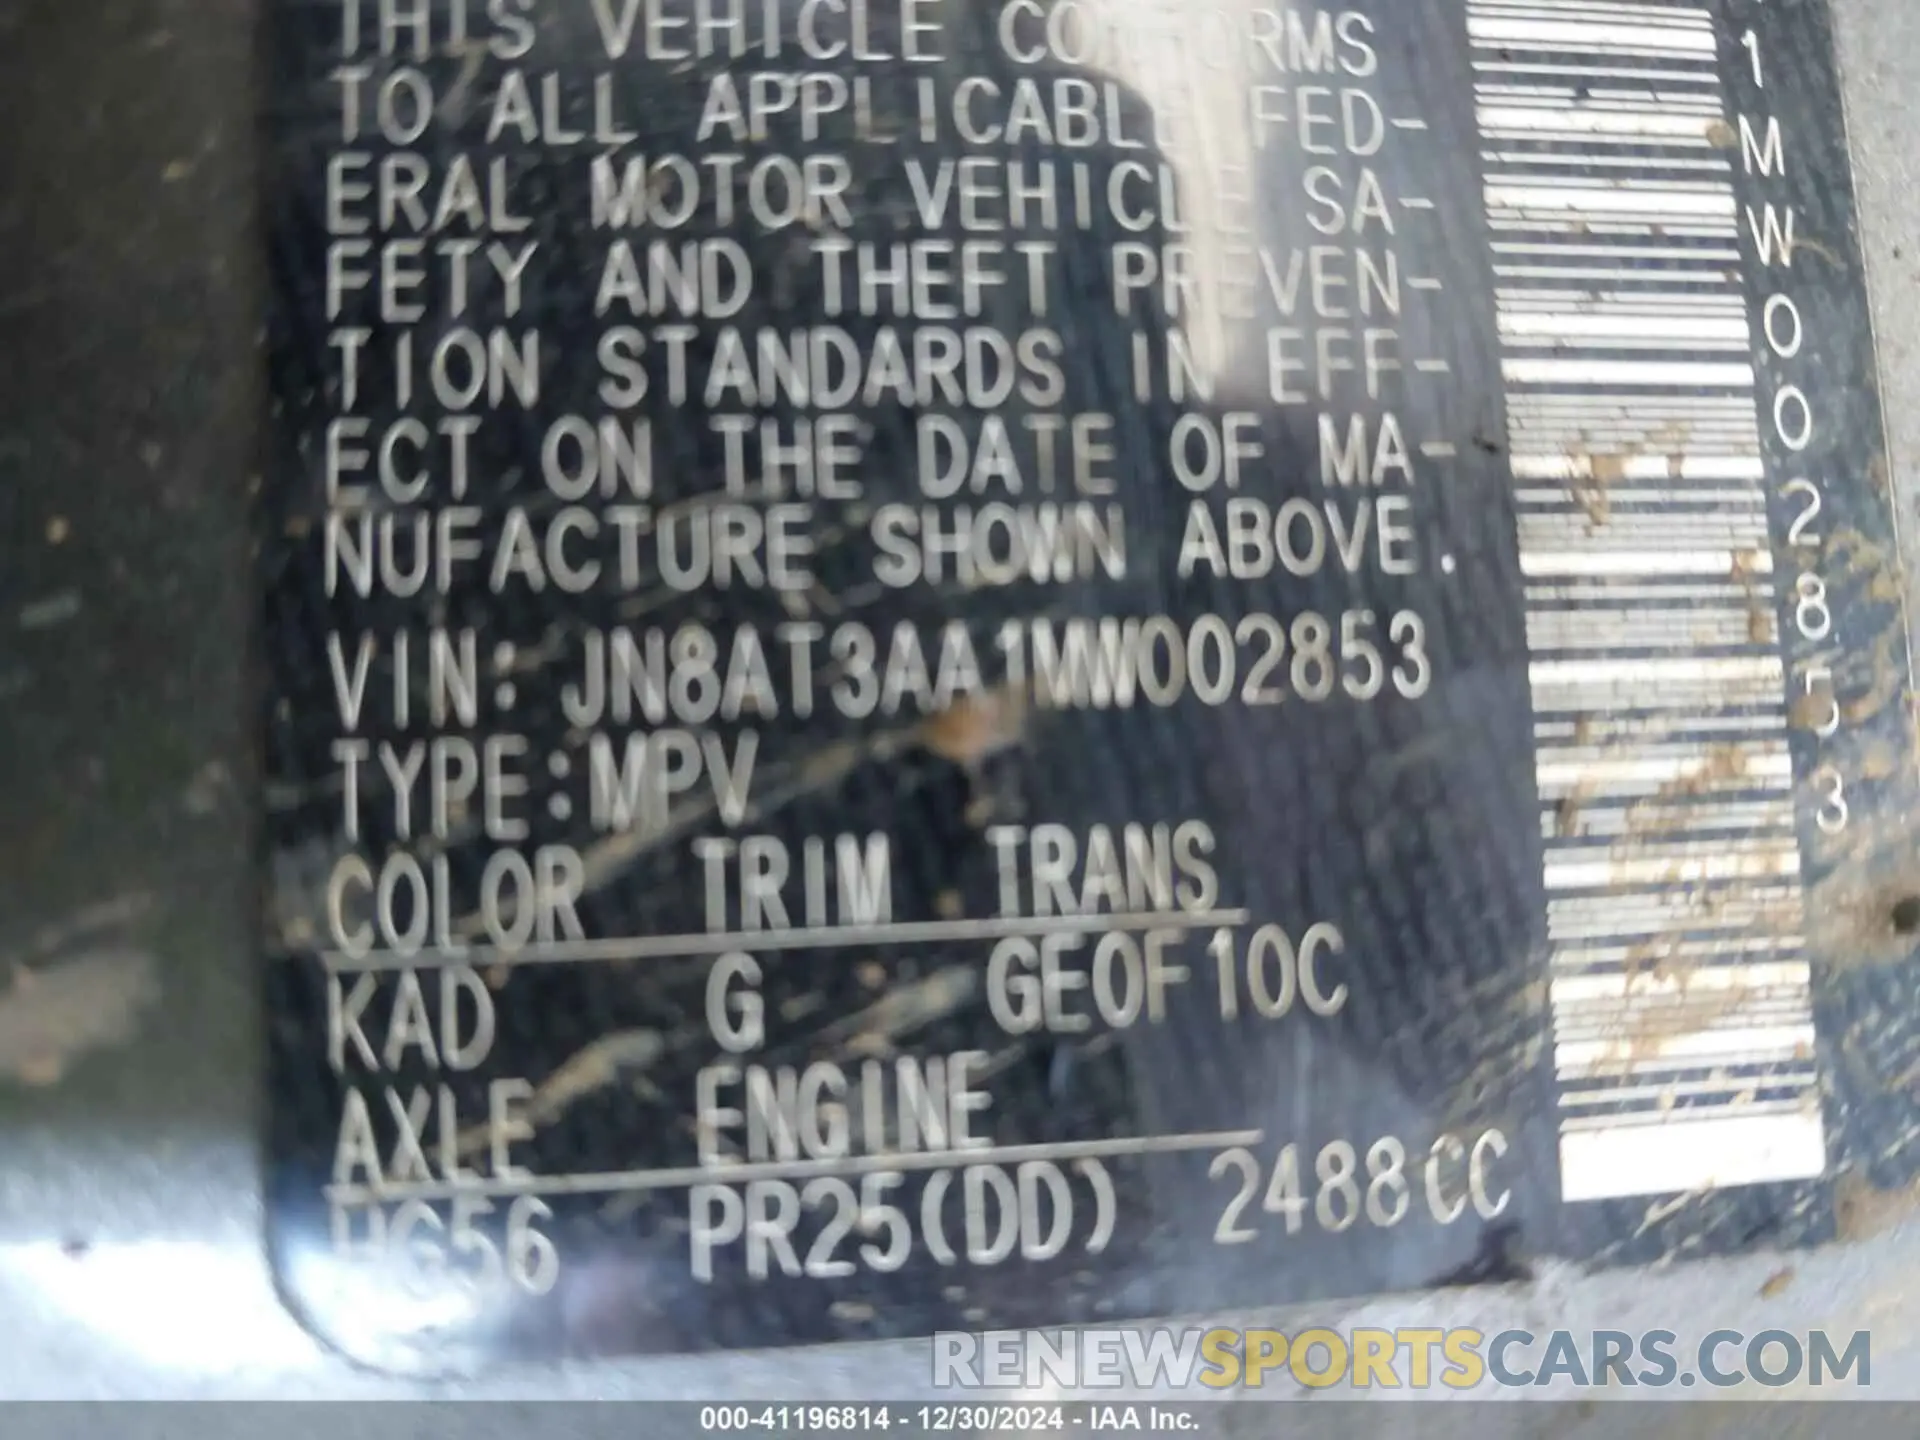 THIS VEHICLE CONFORMS
TO ALL APPLICABLE FED-
ERAL MOTOR VEHICLE SA-
FETY AND THEFT PREVEN-
TION STANDARDS IN EFF-
ECT ON THE DATE OF MA-
NUFACTURE SHOWN ABOVE.
VIN: JN8AT3AA1MW002853
TYPE:MPV
COLOR TRIM TRANS
KAD G GE0F10C
AXLE ENGINE
HG56 PR25(DD) 2488CC
1MW002853
RENEWSPORTSCARS.COM
000-41196814 - 12/30/2024 - IAA Inc.